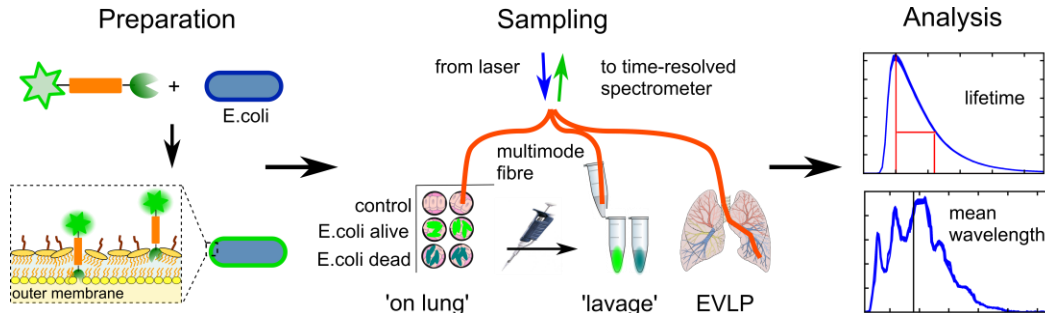 Preparation
Sampling
Analysis
+
E.coli
outer membrane
from laser
to time-resolved
spectrometer
multimode
fibre
control
E.coli alive
E.coli dead
'on lung'
'lavage'
EVLP
lifetime
mean
wavelength